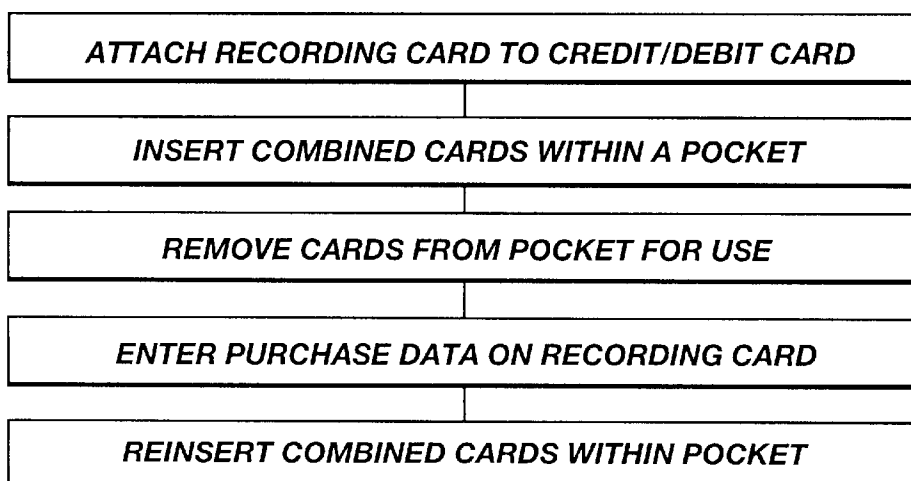 ATTACH RECORDING CARD TO CREDIT/DEBIT CARD
INSERT COMBINED CARDS WITHIN A POCKET
REMOVE CARDS FROM POCKET FOR USE
ENTER PURCHASE DATA ON RECORDING CARD
REINSERT COMBINED CARDS WITHIN POCKET